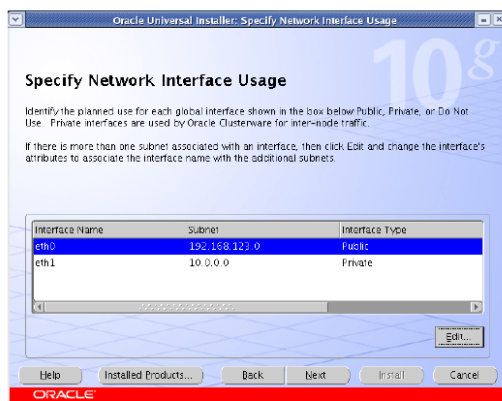 Oracle Universal Installer: Specify Network Interface Usage
10g
Specify Network Interface Usage
Identify the planned use for each global interface shown in the box below Public, Private, or Do Not
Use. Private interfaces are used by Oracle Clusterware for inter-node traffic.
If there is more than one subnet associated with an interface, then click Edit and change the interface's
attributes to associate the interface name with the additional subnets.
Interface Name Subnet Interface Type
eth0 192.168.123.0 Public
eth1 10.0.0.0 Private
Edit...
Help Installed Products... Back Next Install Cancel
ORACLE